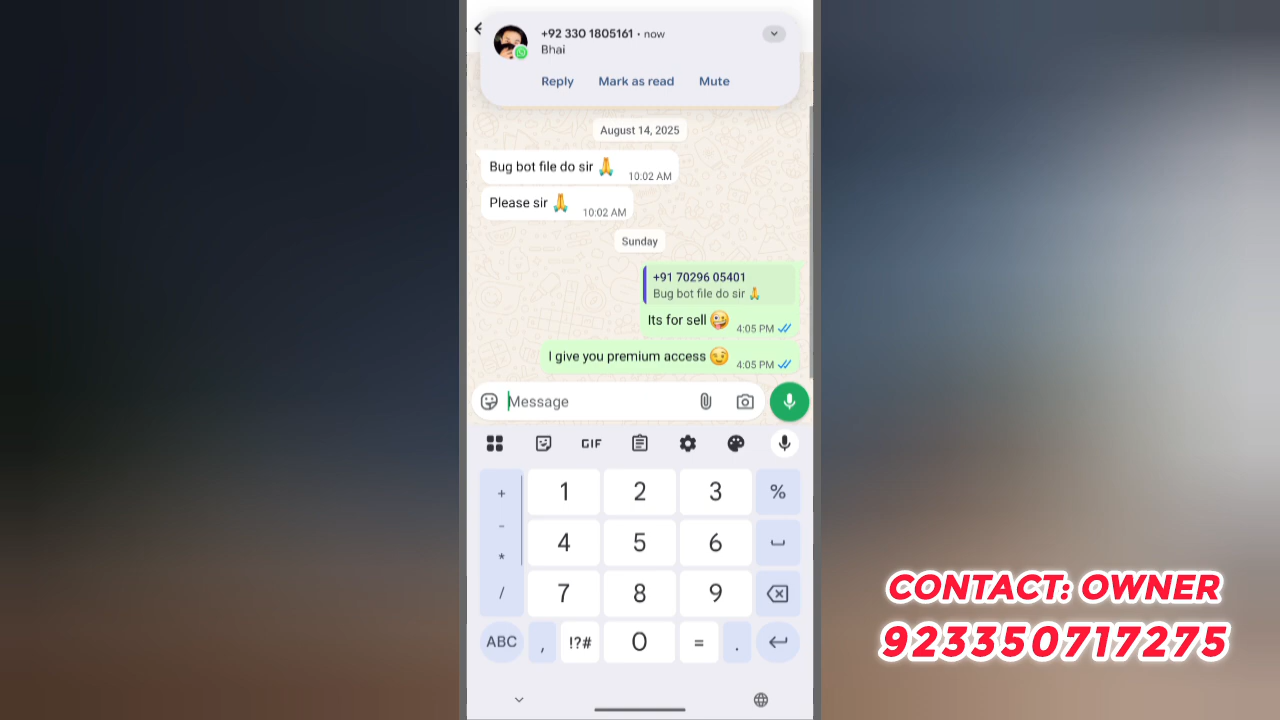 +92 330 1805161 • now
Bhai
Reply Mark as read Mute
August 14, 2025
Bug bot file do sir 🙏 10:02 AM
Please sir 🙏 10:02 AM
Sunday
+91 70296 05401
Bug bot file do sir 🙏
Its for sell 🤪 4:05 PM
I give you premium access 😉 4:05 PM
Message
GIF
+ 1 2 3 %
- 4 5 6
*
/ 7 8 9
ABC , !?# 0 = .
CONTACT: OWNER
923350717275